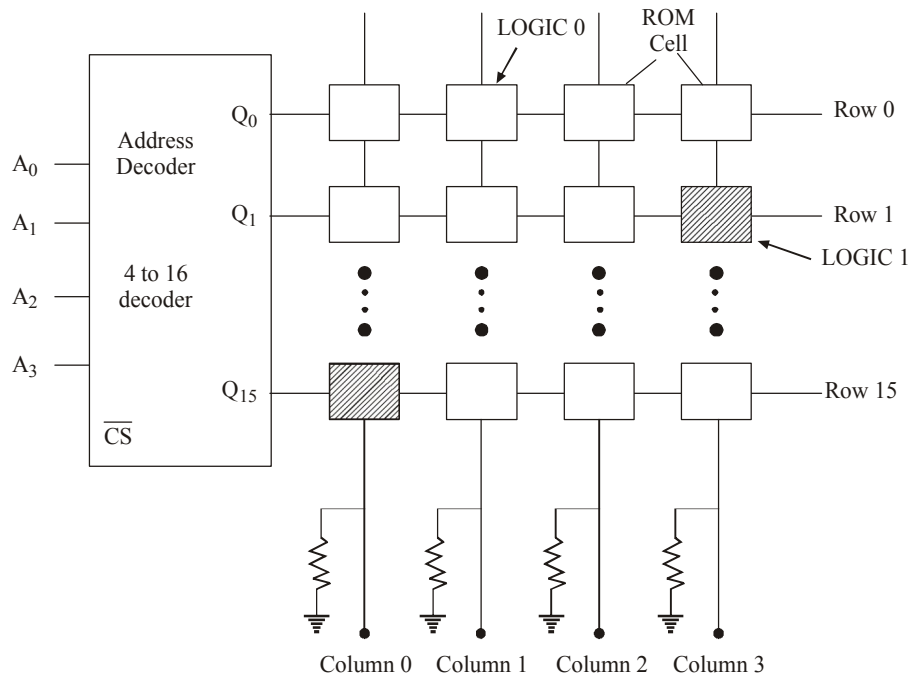 LOGIC 0
ROM
Cell
Q0
Row 0
Address
Decoder
A0
A1
Q1
Row 1
LOGIC 1
A2
4 to 16
decoder
A3
Q15
Row 15
CS
Column 0
Column 1
Column 2
Column 3